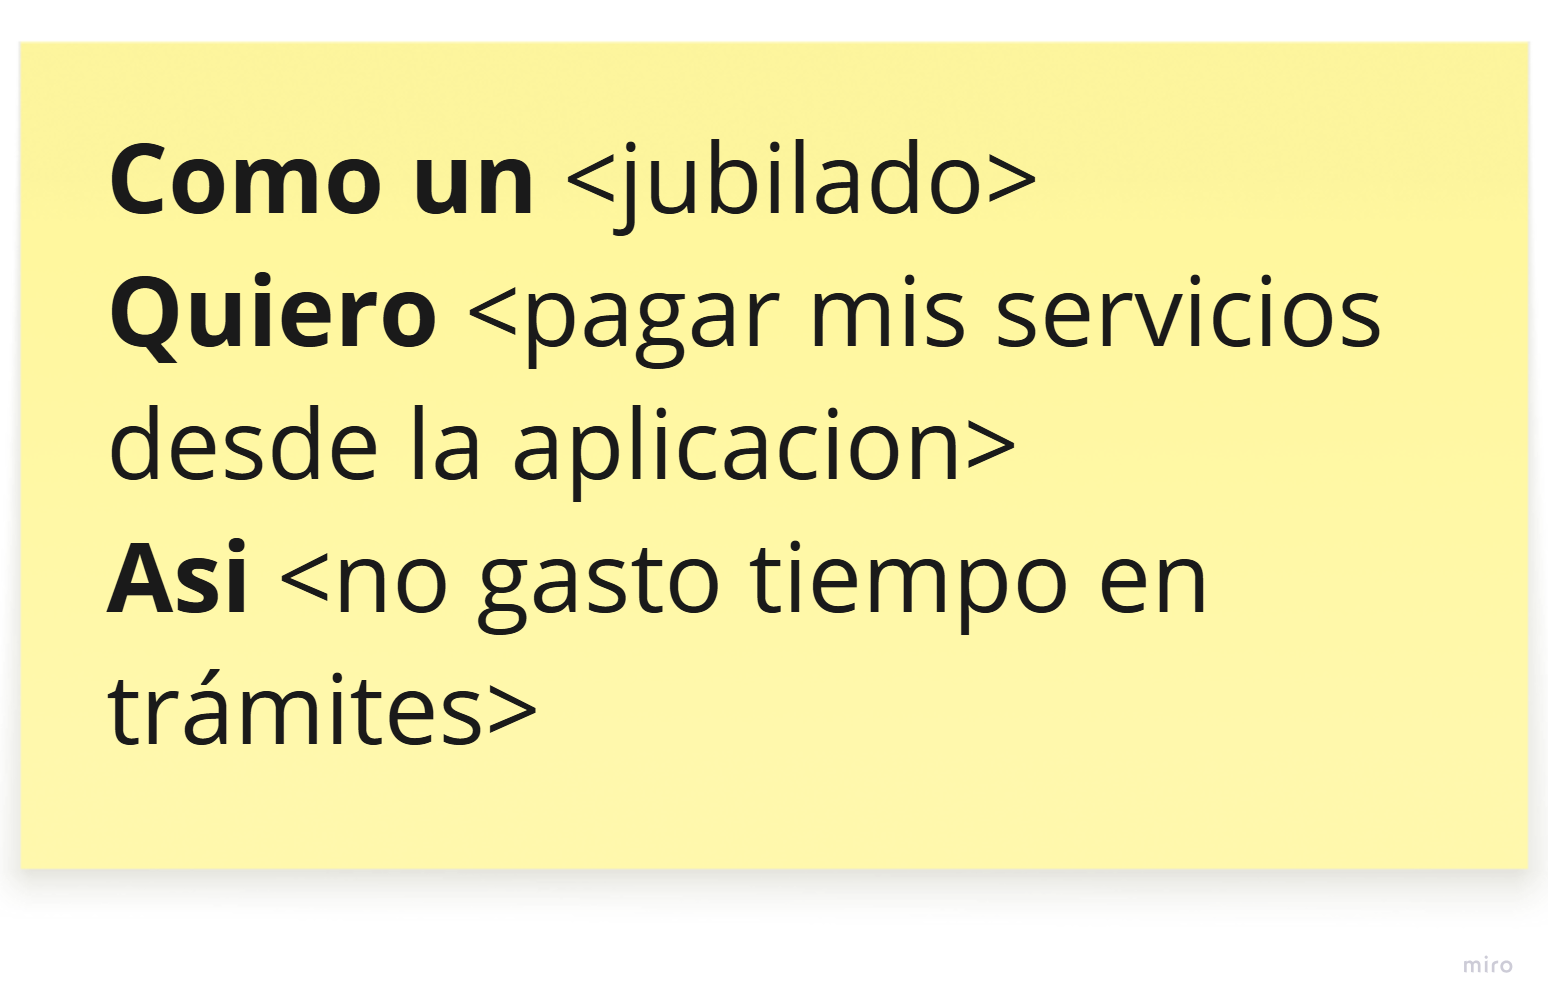 Como un <jubilado>
Quiero <pagar mis servicios
desde la aplicacion>
Asi <no gasto tiempo en
trámites>
miro